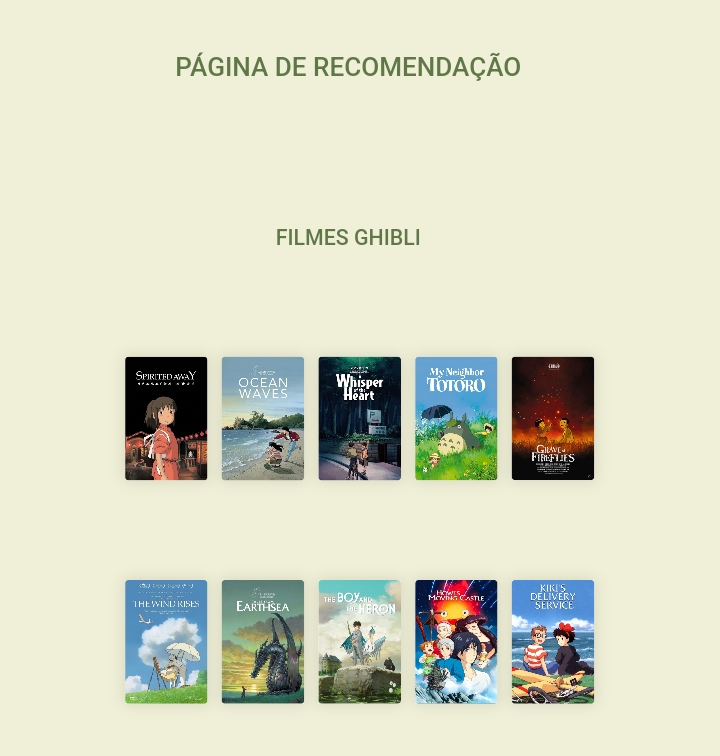 PÁGINA DE RECOMENDAÇÃO
FILMES GHIBLI
SPIRITED AWAY
OCEAN
WAVES
Whisper
of the
Heart
My Neighbor
TOTORO
GRAVE OF
FIREFLIES
THE WIND RISES
EARTHSEA
THE BOY AND
THE HERON
HOWL'S
MOVING CASTLE
KIKI'S
DELIVERY
SERVICE